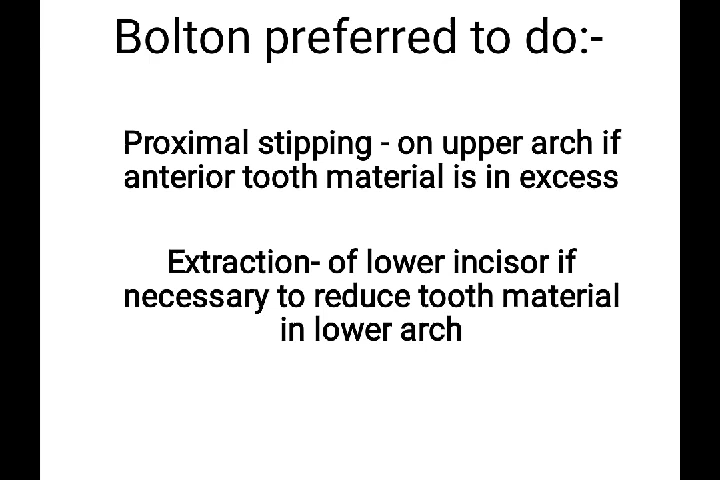 Bolton preferred to do:-
Proximal stipping - on upper arch if
anterior tooth material is in excess
Extraction- of lower incisor if
necessary to reduce tooth material
in lower arch